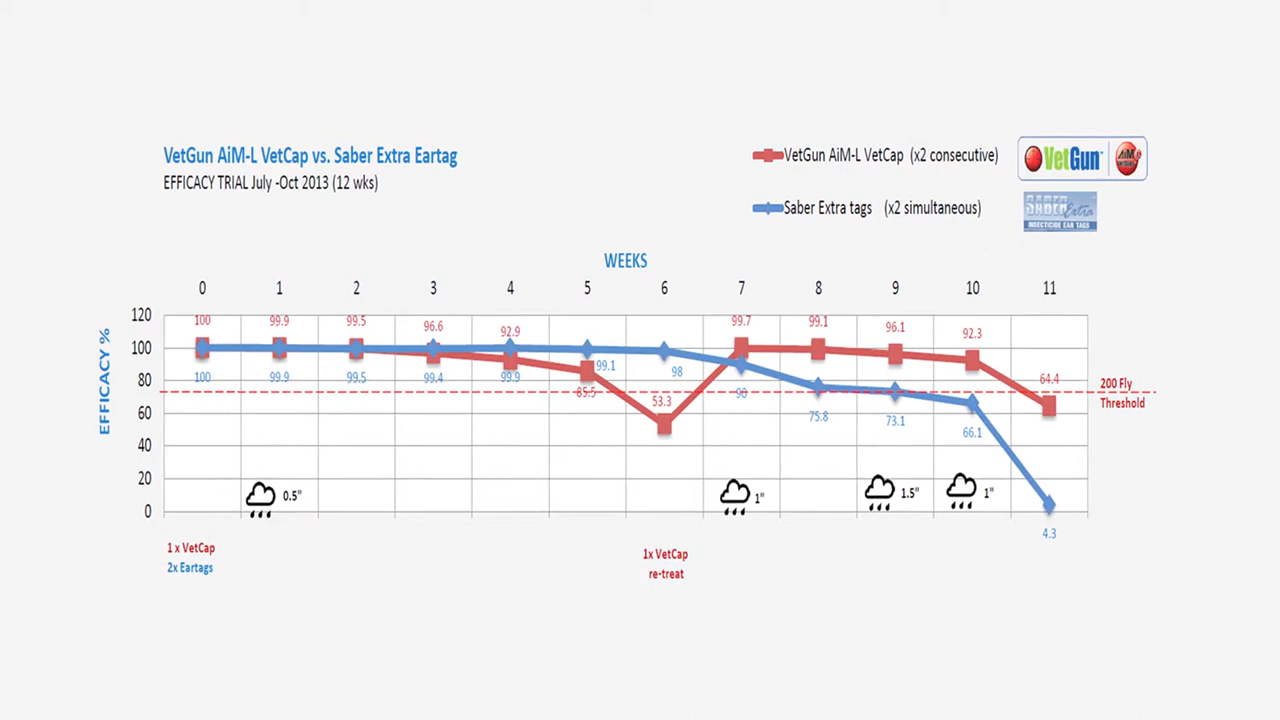 VetGun AiM-L VetCap vs. Saber Extra Eartag
EFFICACY TRIAL July -Oct 2013 (12 wks)
VetGun AiM-L VetCap (x2 consecutive)
VetGun™ AiM
Saber Extra tags (x2 simultaneous)
SABER Extra
INSECTICIDE EAR TAGS
WEEKS
0 1 2 3 4 5 6 7 8 9 10 11
EFFICACY %
120
100
80
60
40
20
0
100 99.9 99.5 96.6 92.9 85.5 53.3 99.7 99.1 96.1 92.3 64.4
100 99.9 99.5 99.4 99.9 99.1 98 90 75.8 73.1 66.1 4.3
200 Fly
Threshold
0.5" 1" 1.5" 1"
1 x VetCap
2x Eartags
1x VetCap
re-treat